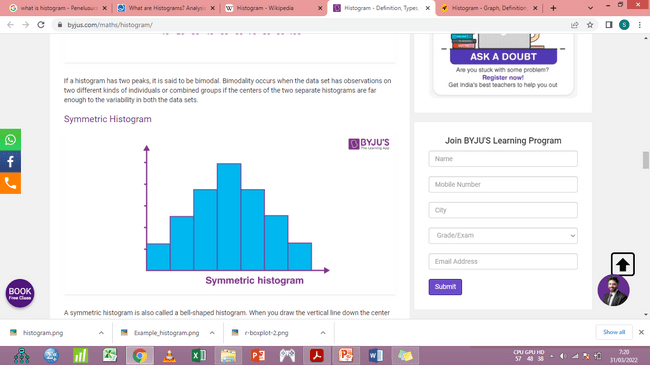 what is histogram - Penelusur
What are Histograms? Analysi
Histogram - Wikipedia
Histogram - Definition, Types,
Histogram - Graph, Definition
byjus.com/maths/histogram/
If a histogram has two peaks, it is said to be bimodal. Bimodality occurs when the data set has observations on
two different kinds of individuals or combined groups if the centers of the two separate histograms are far
enough to the variability in both the data sets.
Symmetric Histogram
BYJU'S
The Learning App
Symmetric histogram
A symmetric histogram is also called a bell-shaped histogram. When you draw the vertical line down the center
ASK A DOUBT
Are you stuck with some problem?
Register now!
Get India's best teachers to help you out
Join BYJU'S Learning Program
Name
Mobile Number
City
Grade/Exam
Email Address
Submit
BOOK
Free Class
histogram.png
Example_histogram.png
r-boxplot-2.png
Show all
CPU GPU HD
57 48 38
7:20
31/03/2022